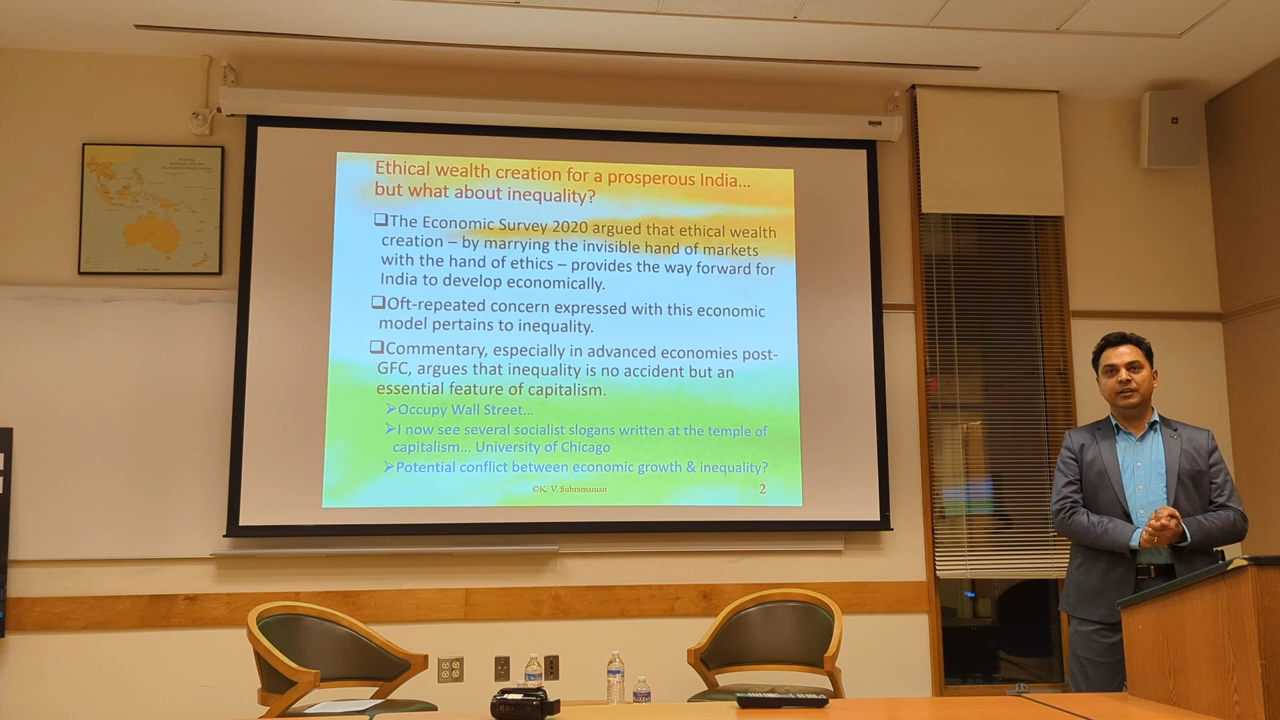 Ethical wealth creation for a prosperous India...
but what about inequality?
The Economic Survey 2020 argued that ethical wealth
creation – by marrying the invisible hand of markets
with the hand of ethics – provides the way forward for
India to develop economically.
Oft-repeated concern expressed with this economic
model pertains to inequality.
Commentary, especially in advanced economies post-
GFC, argues that inequality is no accident but an
essential feature of capitalism.
Occupy Wall Street...
I now see several socialist slogans written at the temple of
capitalism... University of Chicago
Potential conflict between economic growth & inequality?
©K. V. Subramanian
2